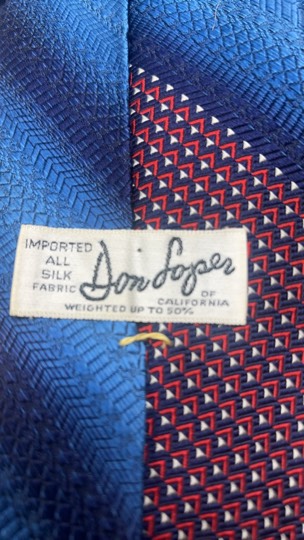 IMPORTED
ALL
SILK
FABRIC
Don Loper
OF
CALIFORNIA
WEIGHTED UP TO 50%